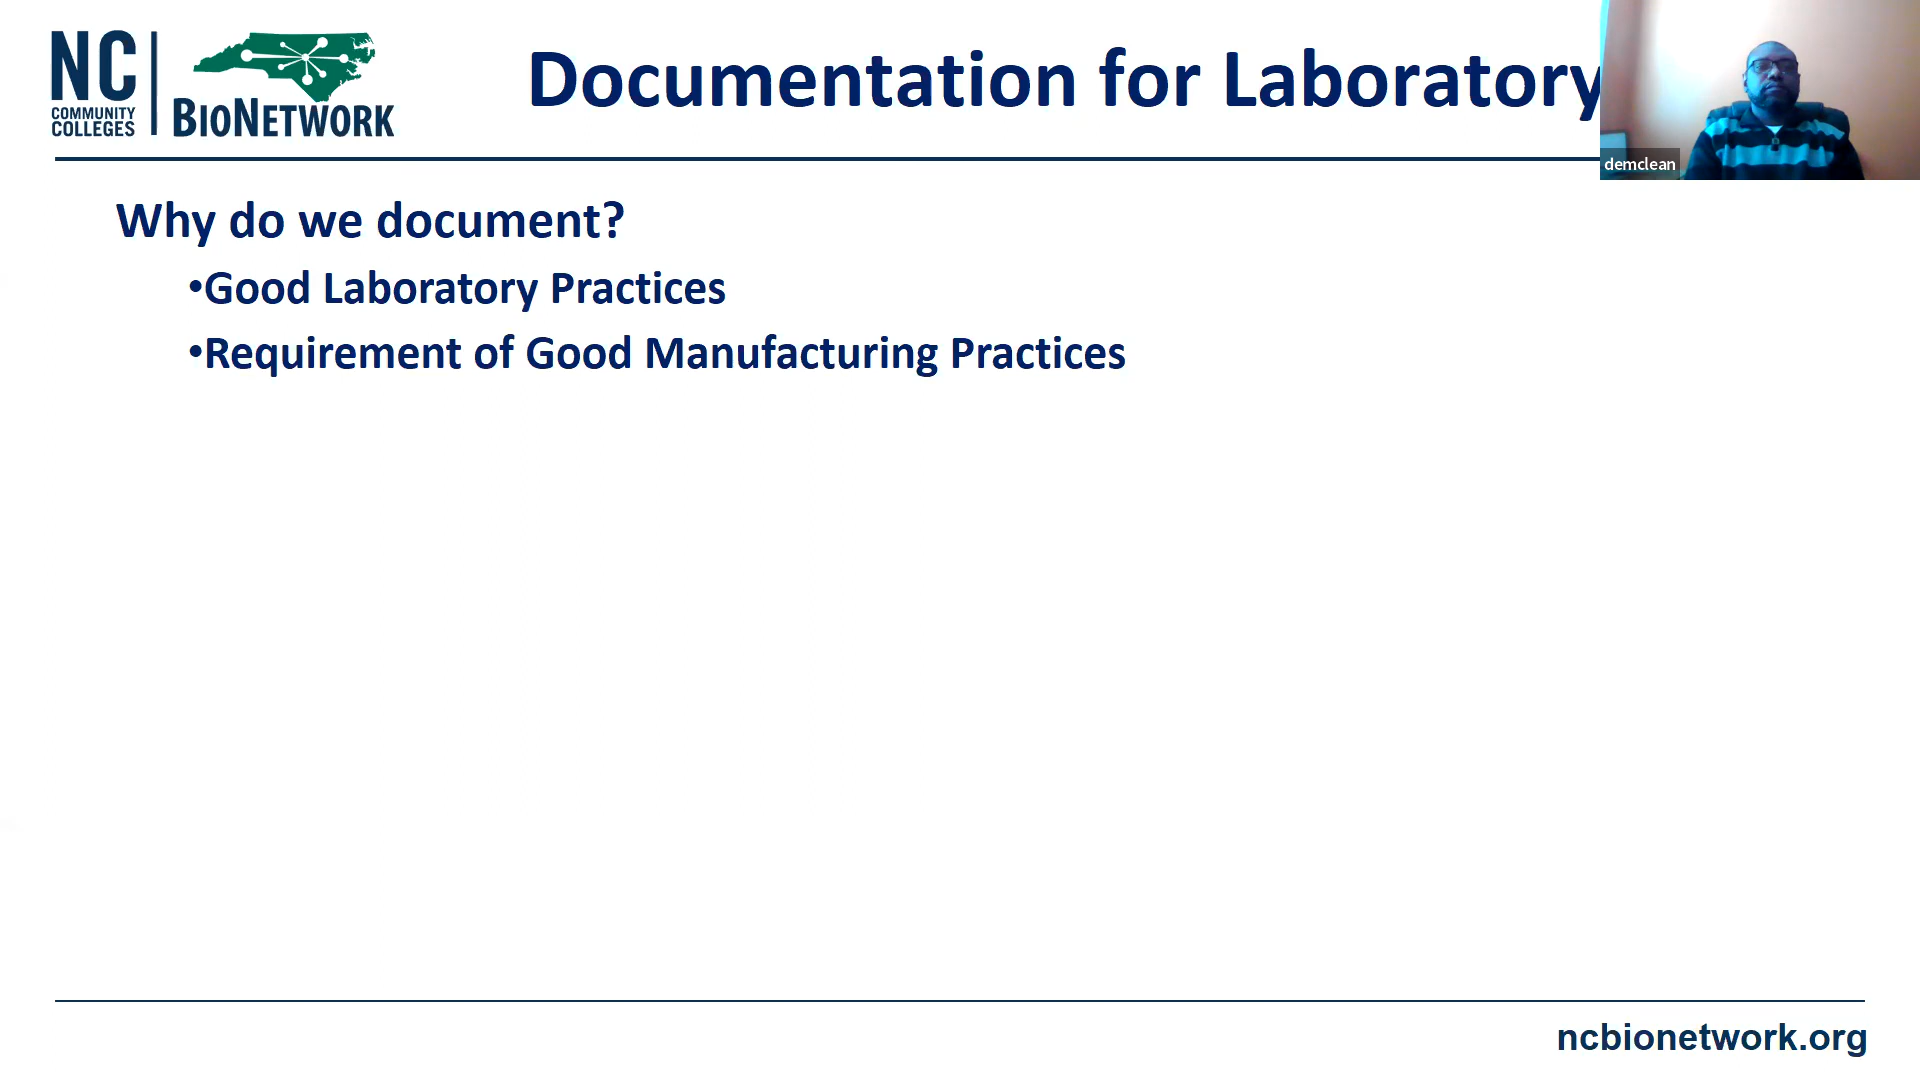 NC
COMMUNITY
COLLEGES
BIONETWORK
Documentation for Laboratory
demclean
Why do we document?
•Good Laboratory Practices
•Requirement of Good Manufacturing Practices
ncbionetwork.org